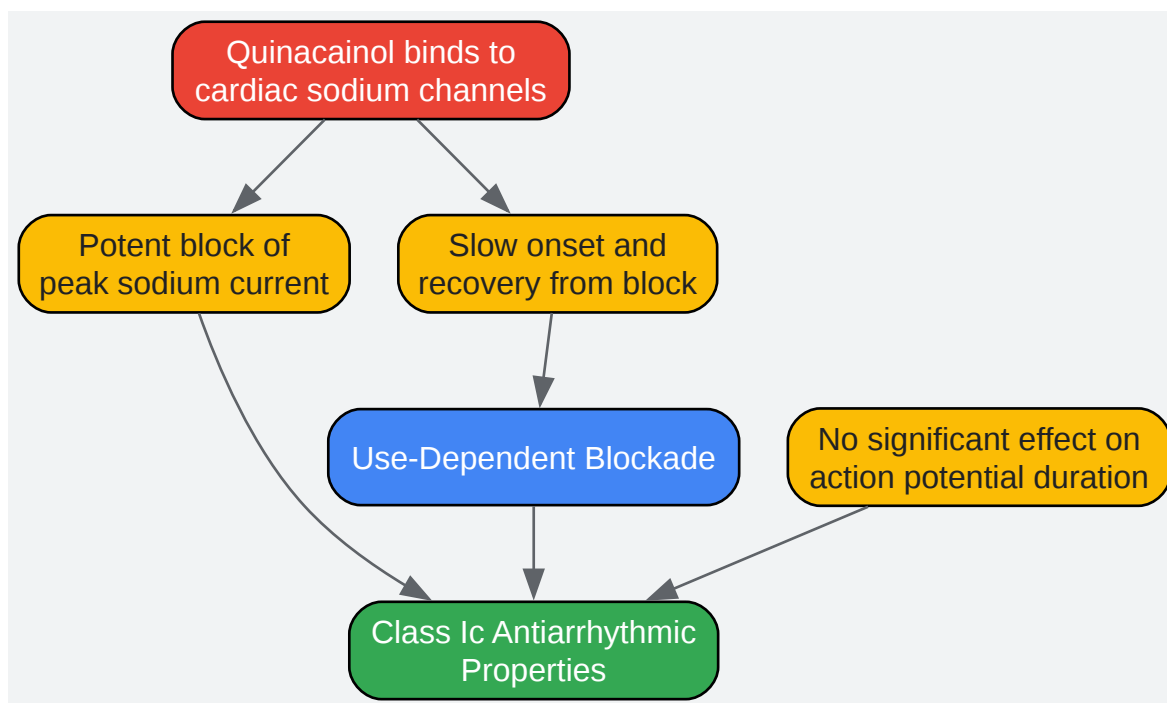 Quinacainol binds to
cardiac sodium channels
Potent block of
peak sodium current
Slow onset and
recovery from block
Use-Dependent Blockade
No significant effect on
action potential duration
Class Ic Antiarrhythmic
Properties